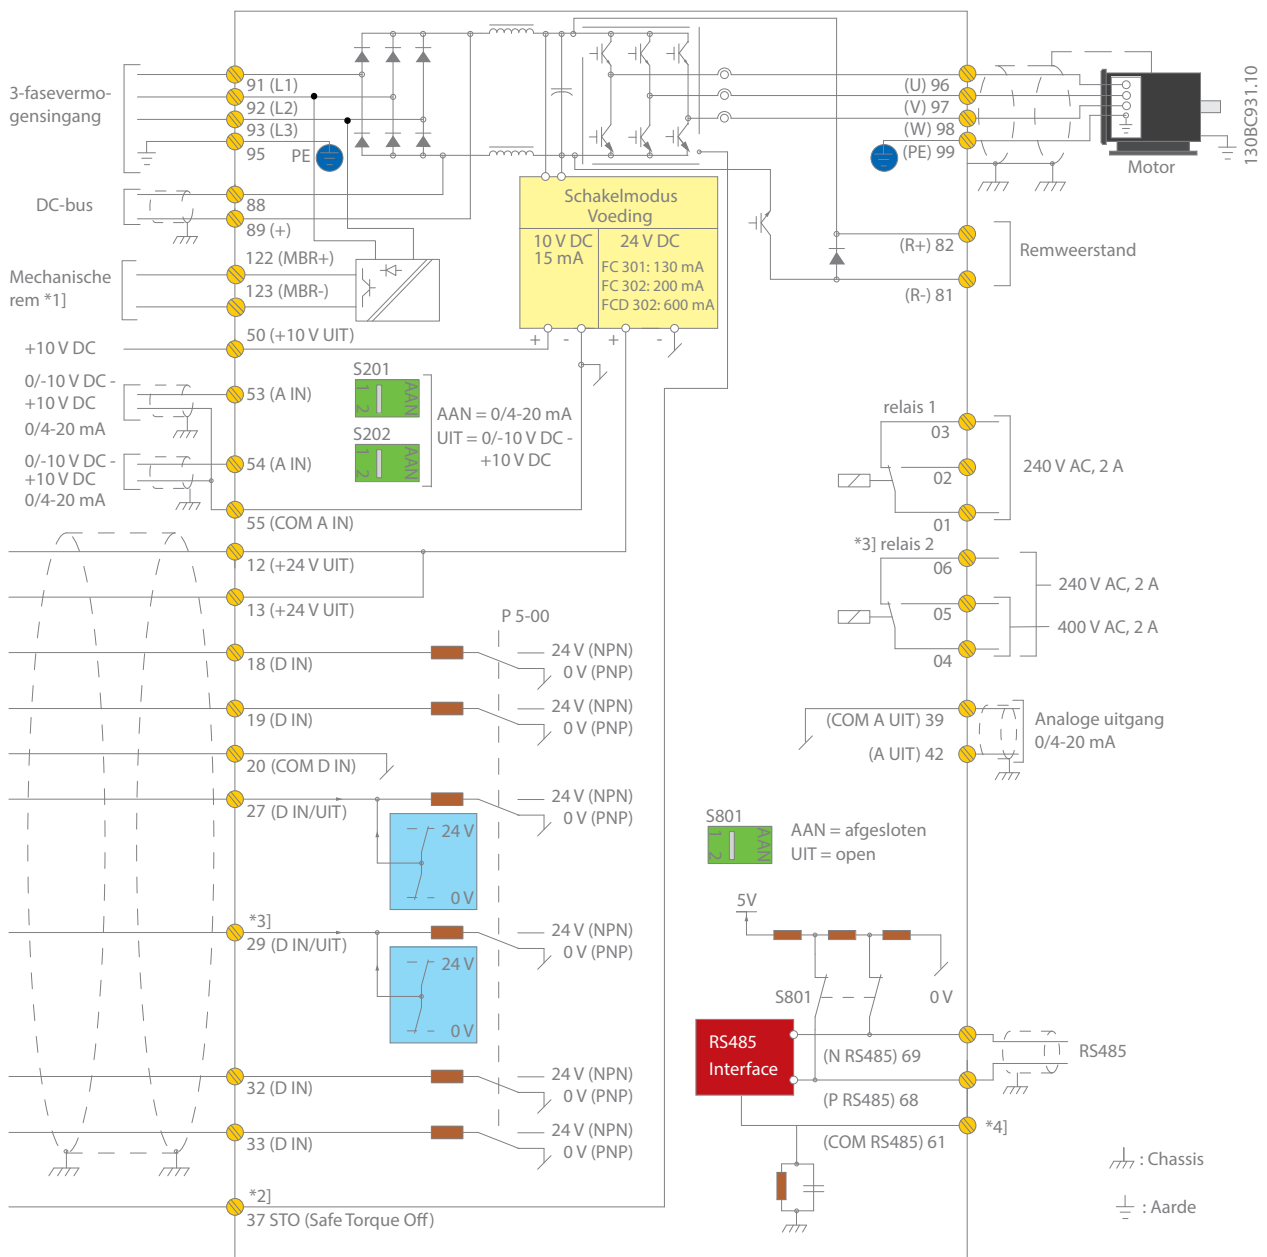 3-fasevermo-
gensingang
91 (L1)
92 (L2)
93 (L3)
95
PE
DC-bus
88
89 (+)
Mechanische
rem *1]
122 (MBR+)
123 (MBR-)
+10 V DC
50 (+10 V UIT)
0/-10 V DC -
+10 V DC
0/4-20 mA
53 (A IN)
0/-10 V DC -
+10 V DC
0/4-20 mA
54 (A IN)
55 (COM A IN)
12 (+24 V UIT)
13 (+24 V UIT)
Schakelmodus
Voeding
10 V DC
15 mA
24 V DC
FC 301: 130 mA
FC 302: 200 mA
FCD 302: 600 mA
+ - + -
S201
1 2 AAN
S202
1 2 AAN
AAN = 0/4-20 mA
UIT = 0/-10 V DC -
+10 V DC
P 5-00
18 (D IN)
24 V (NPN)
0 V (PNP)
19 (D IN)
24 V (NPN)
0 V (PNP)
20 (COM D IN)
27 (D IN/UIT)
24 V (NPN)
0 V (PNP)
24 V
0 V
*3]
29 (D IN/UIT)
24 V (NPN)
0 V (PNP)
24 V
0 V
32 (D IN)
24 V (NPN)
0 V (PNP)
33 (D IN)
24 V (NPN)
0 V (PNP)
*2]
37 STO (Safe Torque Off)
(U) 96
(V) 97
(W) 98
(PE) 99
Motor
130BC931.10
(R+) 82
Remweerstand
(R-) 81
relais 1
03
02
01
240 V AC, 2 A
*3] relais 2
06
05
04
240 V AC, 2 A
400 V AC, 2 A
(COM A UIT) 39
(A UIT) 42
Analoge uitgang
0/4-20 mA
S801
1 2 AAN
AAN = afgesloten
UIT = open
5V
S801
0 V
RS485
Interface
(N RS485) 69
(P RS485) 68
(COM RS485) 61
RS485
*4]
: Chassis
: Aarde